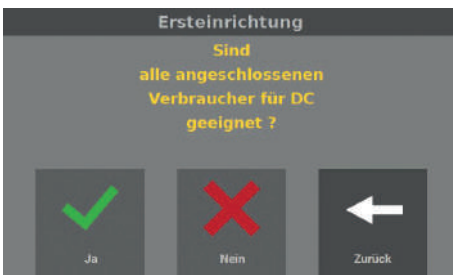 Ersteinrichtung
Sind
alle angeschlossenen
Verbraucher für DC
geeignet ?
Ja
Nein
Zurück